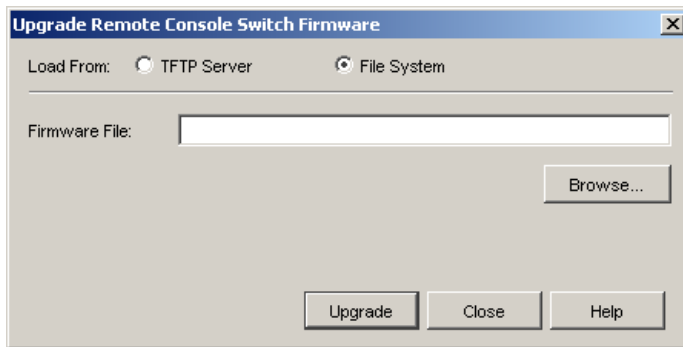 Upgrade Remote Console Switch Firmware
Load From: TFTP Server File System
Firmware File:
Browse...
Upgrade Close Help